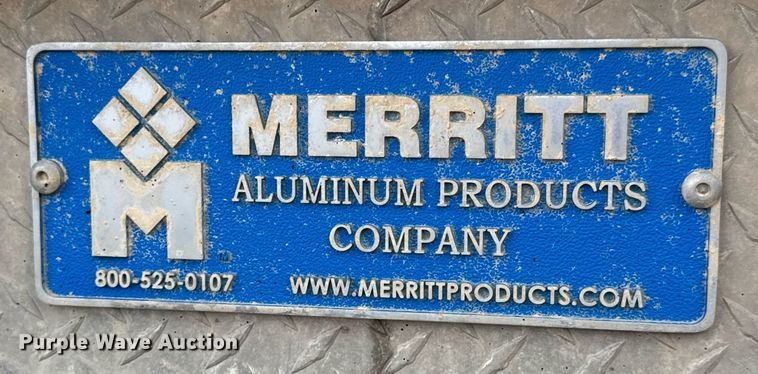 MERRITT
ALUMINUM PRODUCTS
COMPANY
800-525-0107
WWW.MERRITTPRODUCTS.COM
Purple Wave Auction